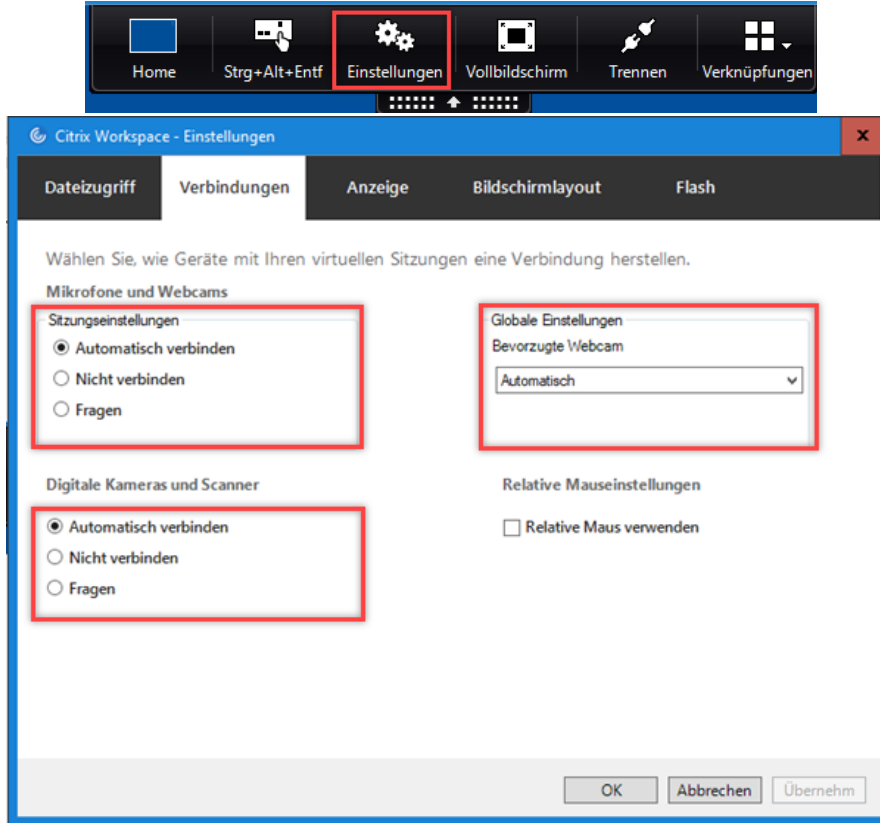 Home Strg+Alt+Entf Einstellungen Vollbildschirm Trennen Verknüpfungen
Citrix Workspace - Einstellungen x
Dateizugriff Verbindungen Anzeige Bildschirmlayout Flash
Wählen Sie, wie Geräte mit Ihren virtuellen Sitzungen eine Verbindung herstellen.
Mikrofone und Webcams
Sitzungseinstellungen
Automatisch verbinden
Nicht verbinden
Fragen
Globale Einstellungen
Bevorzugte Webcam
Automatisch
Digitale Kameras und Scanner
Automatisch verbinden
Nicht verbinden
Fragen
Relative Mauseinstellungen
Relative Maus verwenden
OK Abbrechen Übernehm